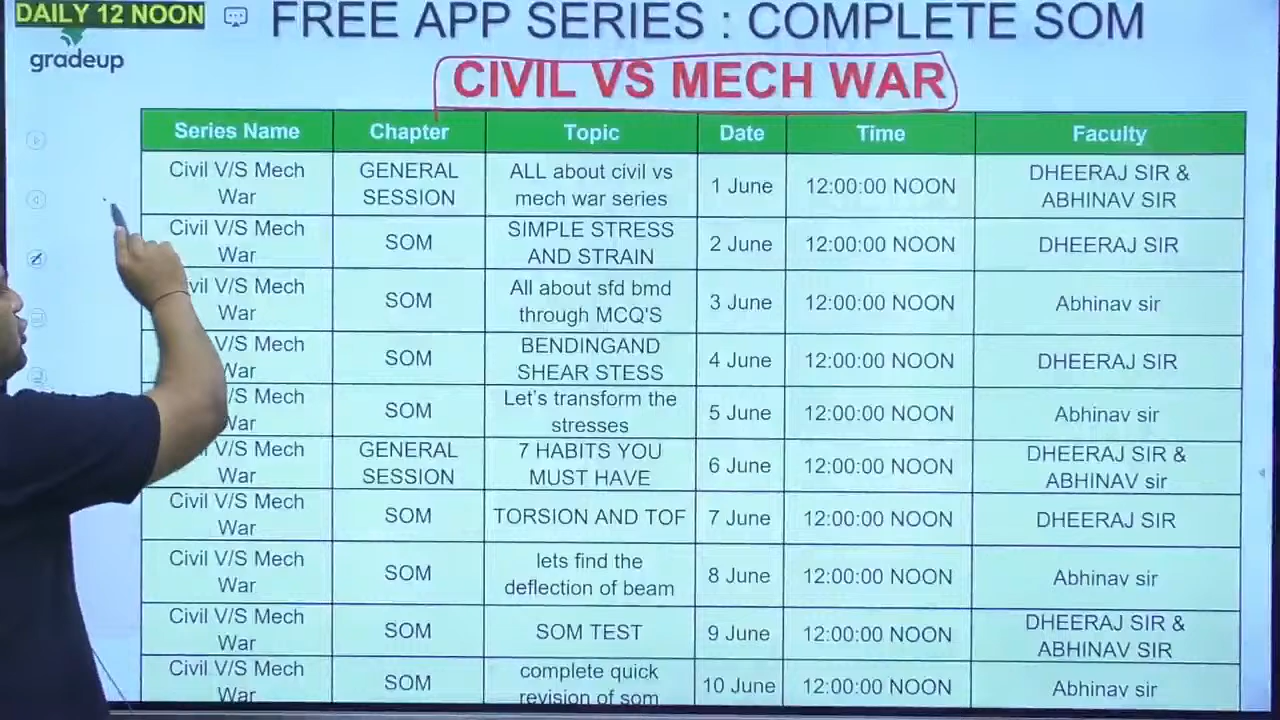 DAILY 12 NOON
FREE APP SERIES : COMPLETE SOM
gradeup
CIVIL VS MECH WAR
Series Name Chapter Topic Date Time Faculty
Civil V/S Mech War GENERAL SESSION ALL about civil vs mech war series 1 June 12:00:00 NOON DHEERAJ SIR & ABHINAV SIR
Civil V/S Mech War SOM SIMPLE STRESS AND STRAIN 2 June 12:00:00 NOON DHEERAJ SIR
V/S Mech War SOM All about sfd bmd through MCQ'S 3 June 12:00:00 NOON Abhinav sir
V/S Mech War SOM BENDINGAND SHEAR STESS 4 June 12:00:00 NOON DHEERAJ SIR
/S Mech War SOM Let's transform the stresses 5 June 12:00:00 NOON Abhinav sir
V/S Mech War GENERAL SESSION 7 HABITS YOU MUST HAVE 6 June 12:00:00 NOON DHEERAJ SIR & ABHINAV sir
Civil V/S Mech War SOM TORSION AND TOF 7 June 12:00:00 NOON DHEERAJ SIR
Civil V/S Mech War SOM lets find the deflection of beam 8 June 12:00:00 NOON Abhinav sir
Civil V/S Mech War SOM SOM TEST 9 June 12:00:00 NOON DHEERAJ SIR & ABHINAV SIR
Civil V/S Mech War SOM complete quick revision of som 10 June 12:00:00 NOON Abhinav sir